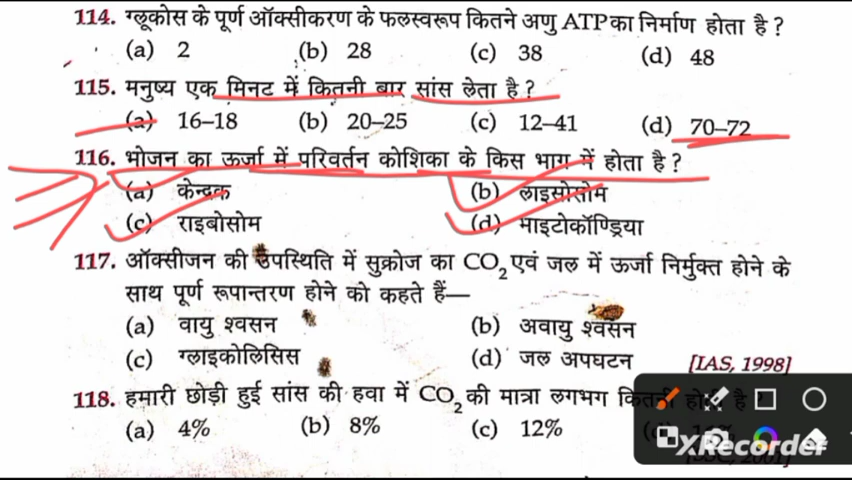 114. ग्लूकोस के पूर्ण ऑक्सीकरण के फलस्वरूप कितने अणु ATP का निर्माण होता है ?
(a) 2 (b) 28 (c) 38 (d) 48
115. मनुष्य एक मिनट में कितनी बार सांस लेता है ?
(a) 16–18 (b) 20–25 (c) 12–41 (d) 70–72
116. भोजन का ऊर्जा में परिवर्तन कोशिका के किस भाग में होता है ?
(a) केन्द्रक (b) लाइसोसोम
(c) राइबोसोम (d) माइटोकॉण्ड्रिया
117. ऑक्सीजन की उपस्थिति में सुक्रोज का CO2 एवं जल में ऊर्जा निर्मुक्त होने के
साथ पूर्ण रूपान्तरण होने को कहते हैं—
(a) वायु श्वसन (b) अवायु श्वसन
(c) ग्लाइकोलिसिस (d) जल अपघटन [IAS, 1998]
118. हमारी छोड़ी हुई सांस की हवा में CO2 की मात्रा लगभग कितनी होती है ?
(a) 4% (b) 8% (c) 12%
XRecorder